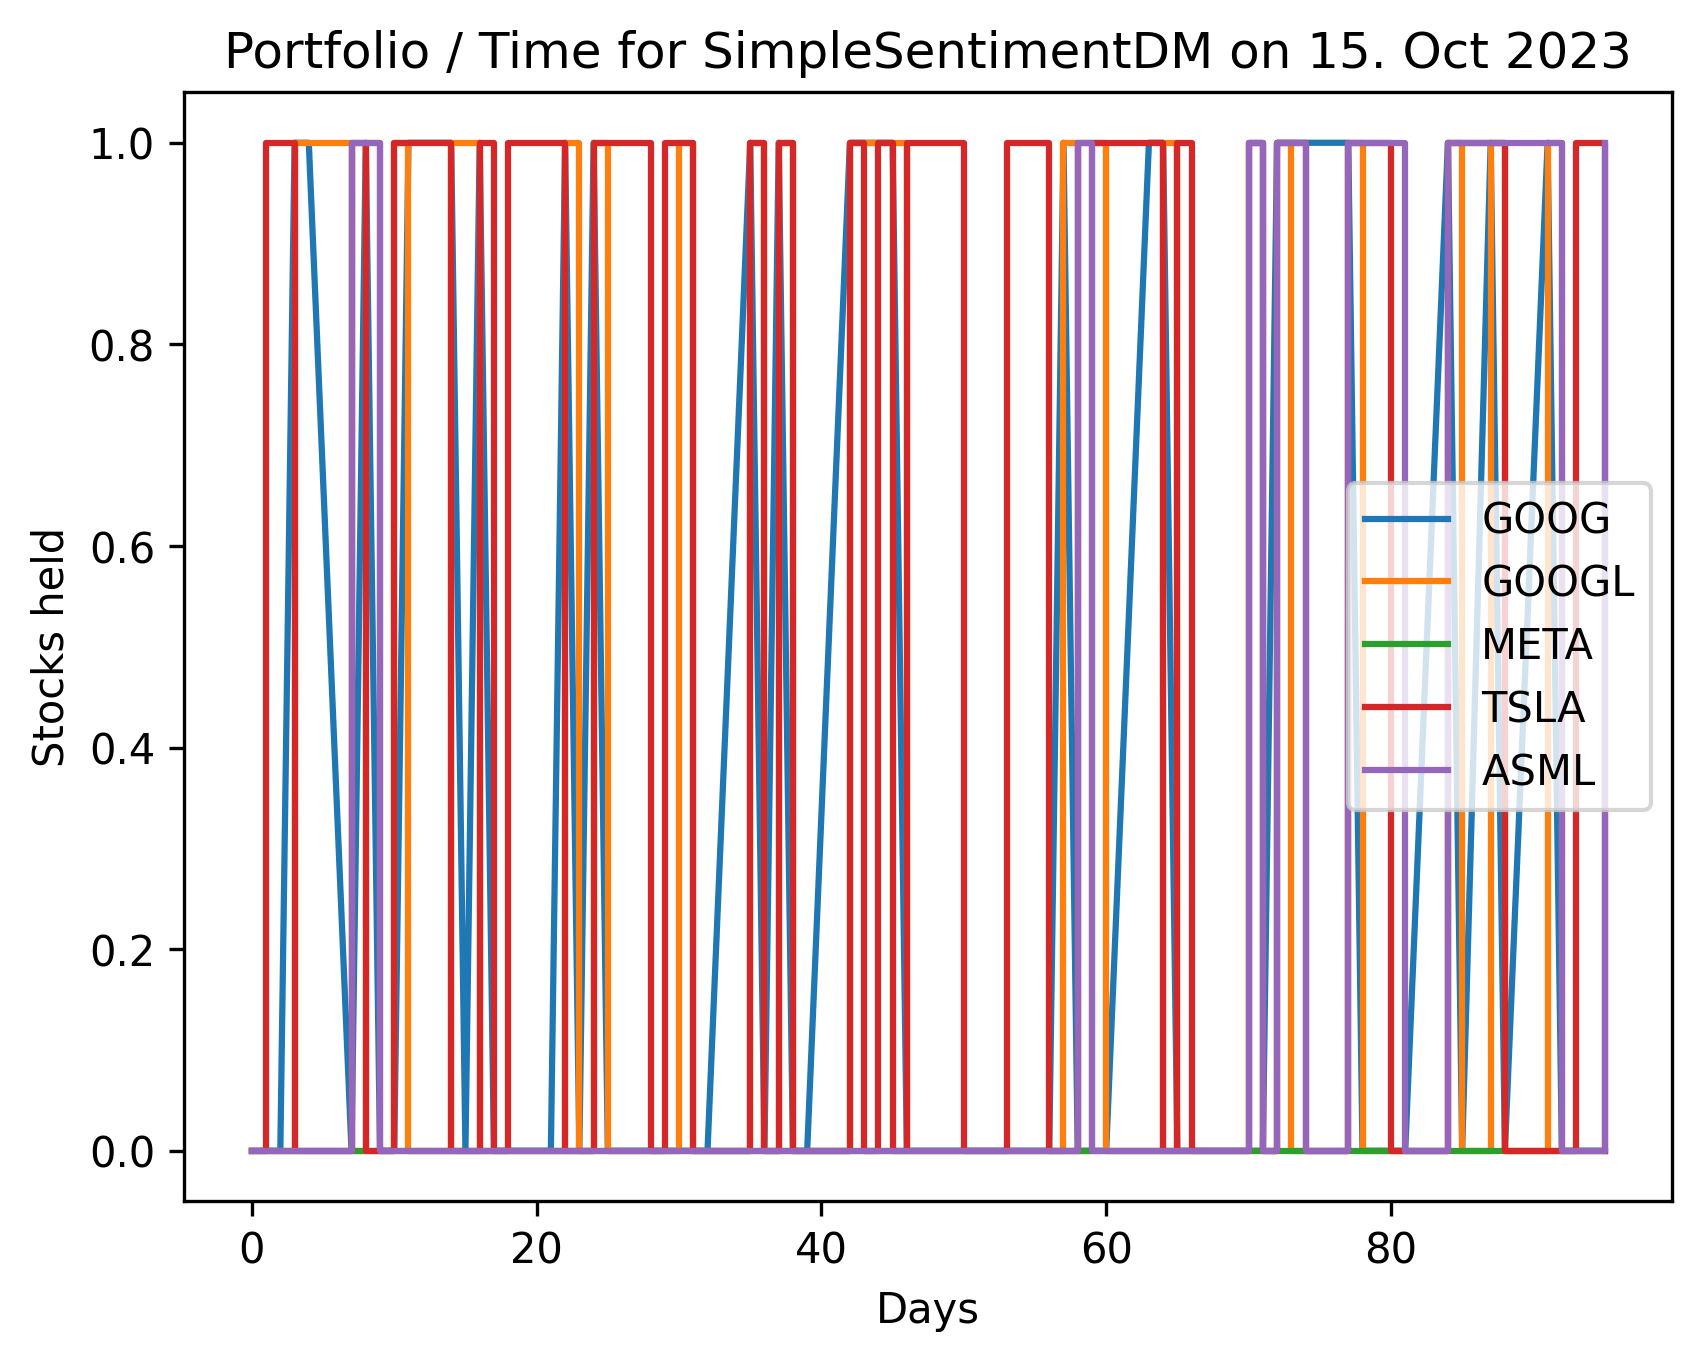 Portfolio / Time for SimpleSentimentDM on 15. Oct 2023
Stocks held
1.0
0.8
0.6
0.4
0.2
0.0
GOOG
GOOGL
META
TSLA
ASML
0 20 40 60 80
Days